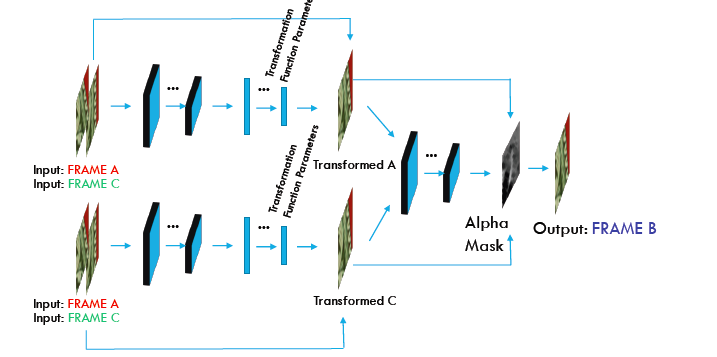 Transformation
Function Parameters
...
...
Input: FRAME A
Input: FRAME C
Transformed A
...
Transformation
Function Parameters
...
...
Alpha
Mask
Output: FRAME B
Input: FRAME A
Input: FRAME C
Transformed C